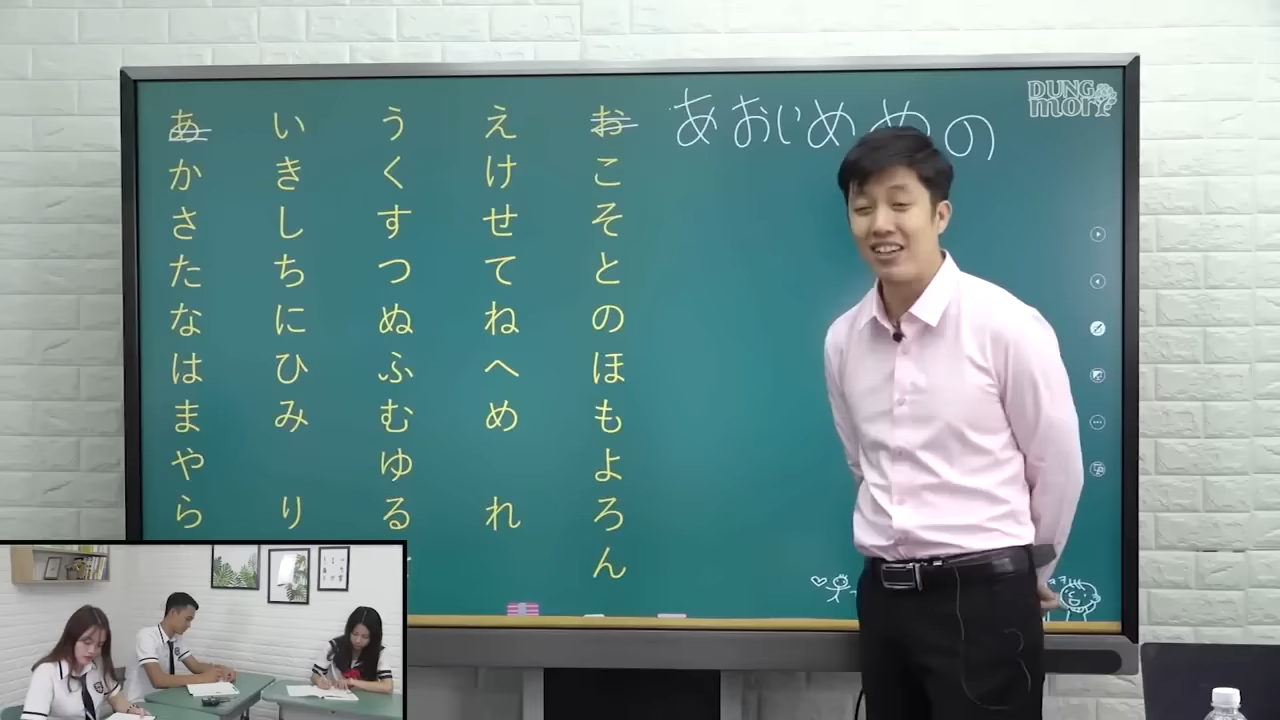 あ い う え お
か き く け こ
さ し す せ そ
た ち つ て と
な に ぬ ね の
は ひ ふ へ ほ
ま み む め も
や ゆ よ
ら り る れ ろ
ん
あおいめぬの
DUNG
mori